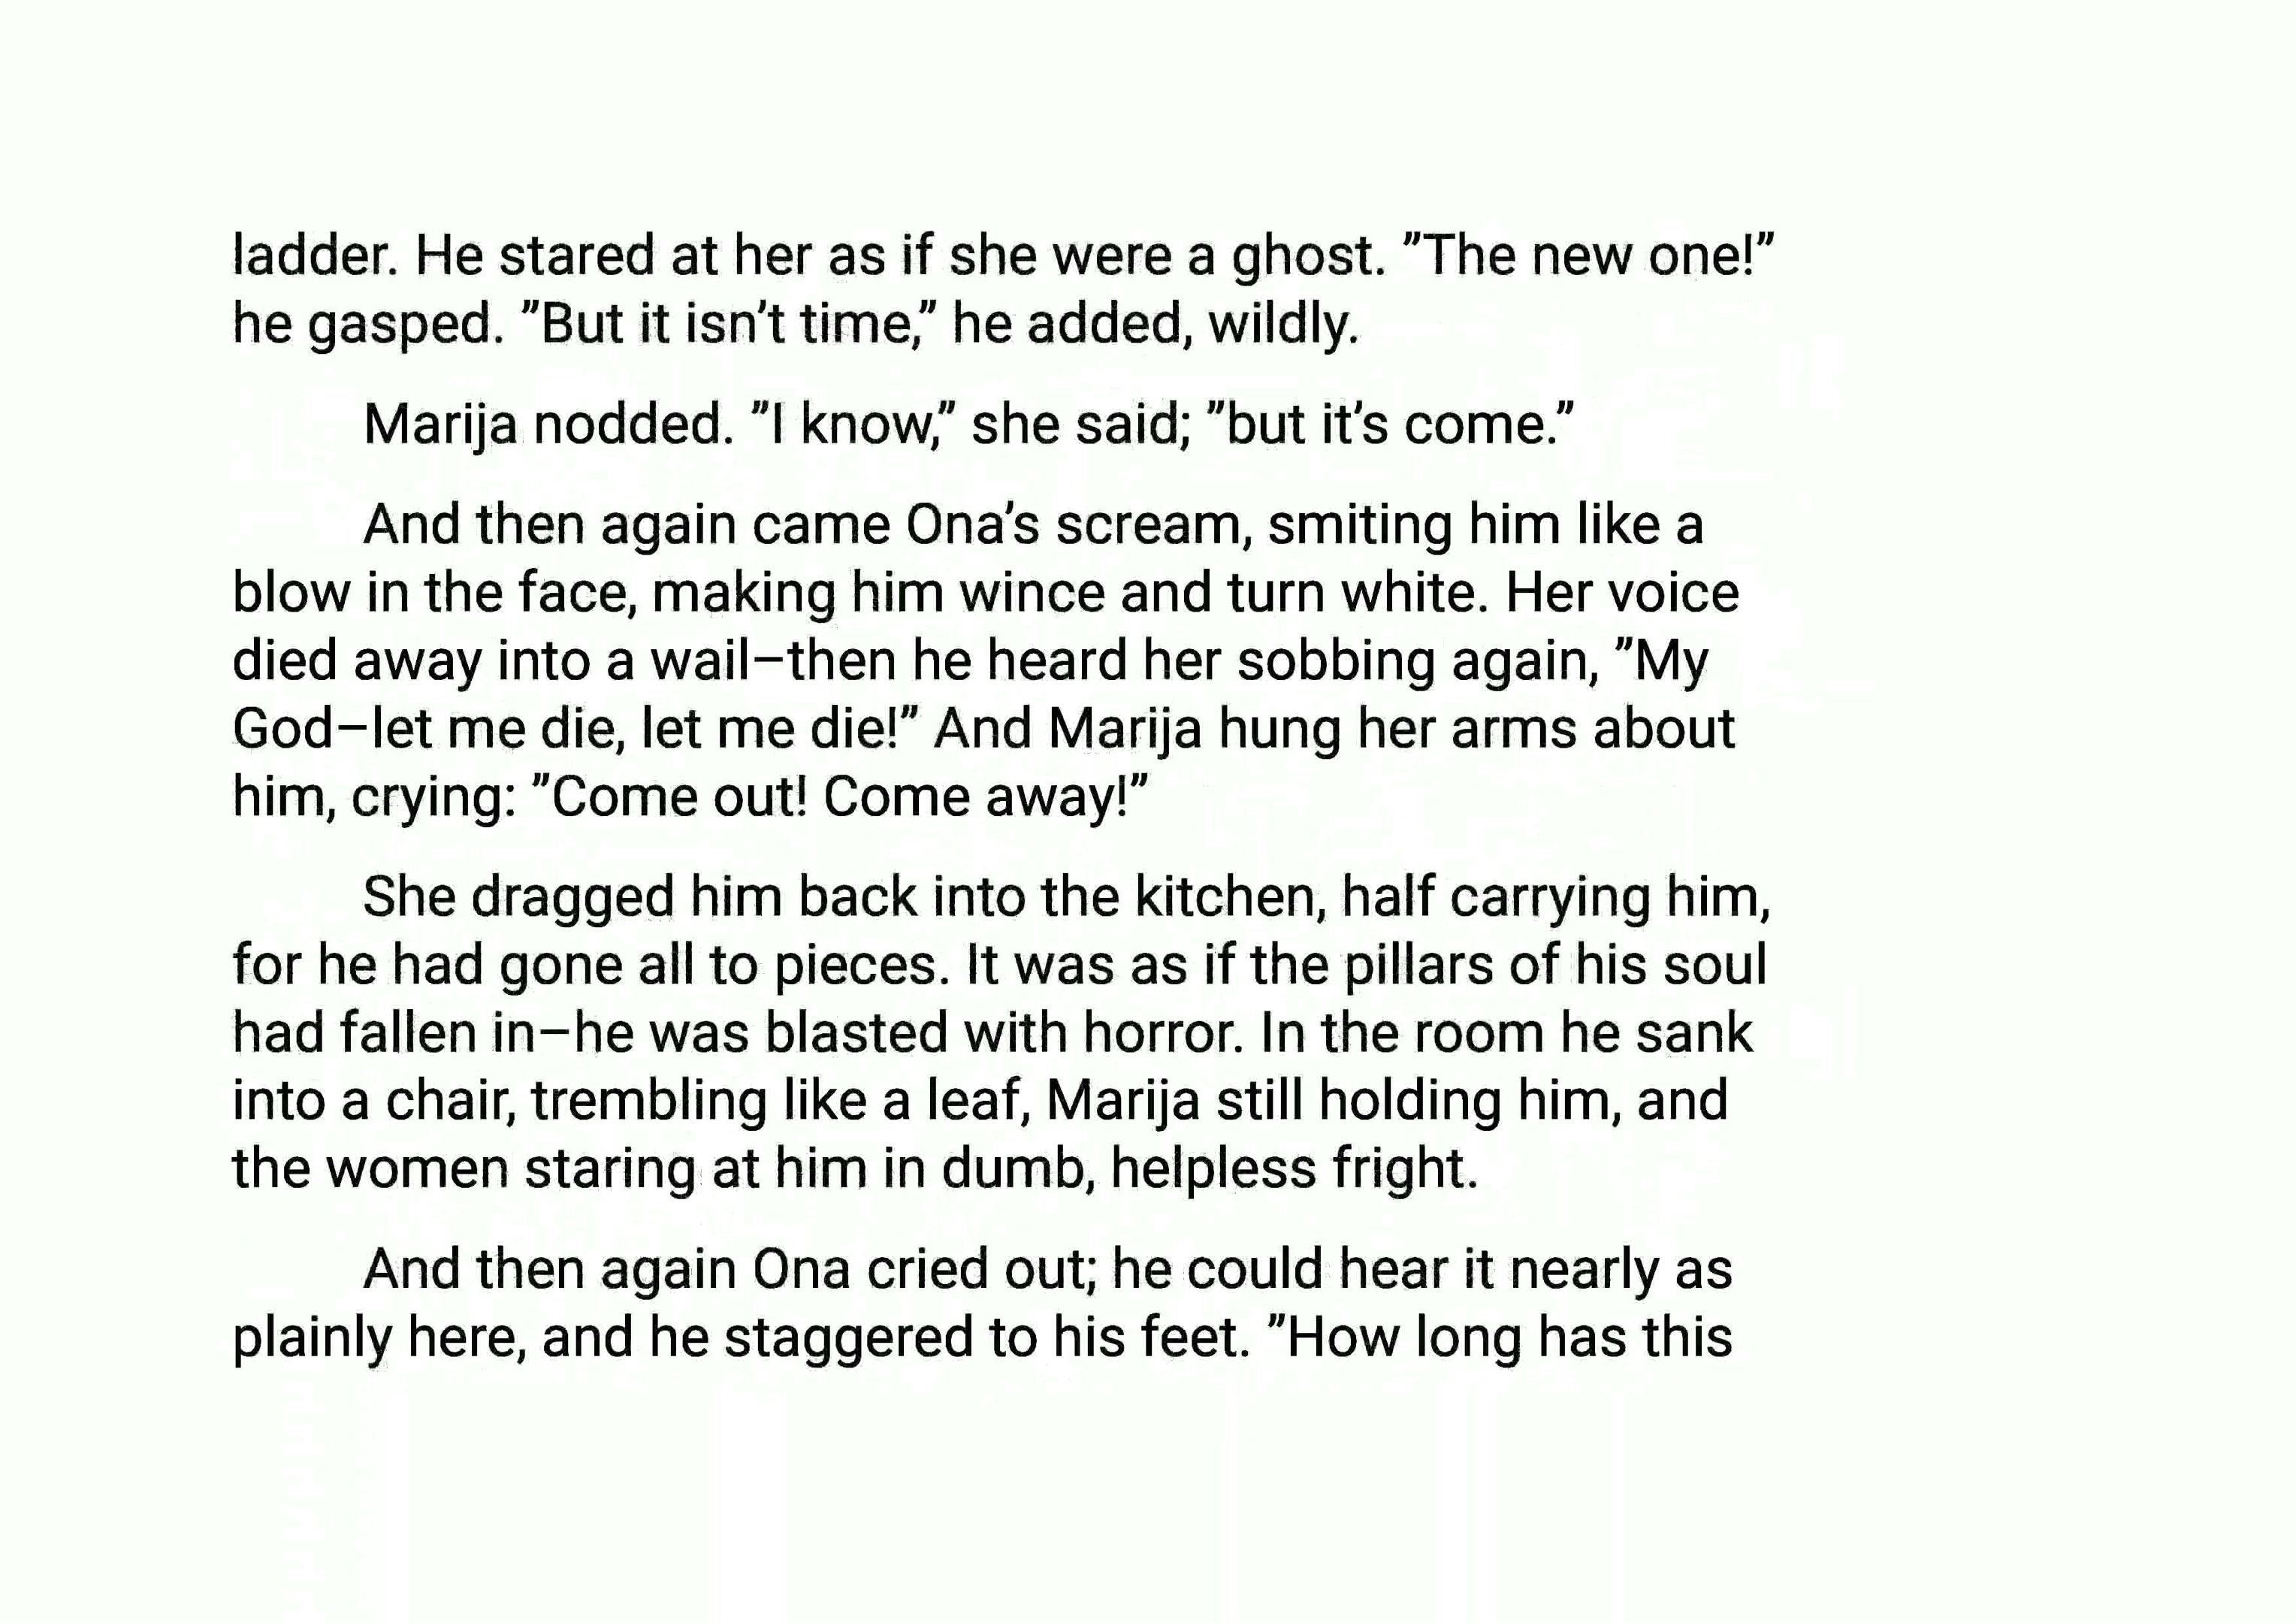 ladder. He stared at her as if she were a ghost. ”The new one!”
he gasped. ”But it isn’t time,” he added, wildly.
Marija nodded. ”I know,” she said; ”but it’s come.”
And then again came Ona’s scream, smiting him like a
blow in the face, making him wince and turn white. Her voice
died away into a wail–then he heard her sobbing again, ”My
God–let me die, let me die!” And Marija hung her arms about
him, crying: ”Come out! Come away!”
She dragged him back into the kitchen, half carrying him,
for he had gone all to pieces. It was as if the pillars of his soul
had fallen in–he was blasted with horror. In the room he sank
into a chair, trembling like a leaf, Marija still holding him, and
the women staring at him in dumb, helpless fright.
And then again Ona cried out; he could hear it nearly as
plainly here, and he staggered to his feet. ”How long has this